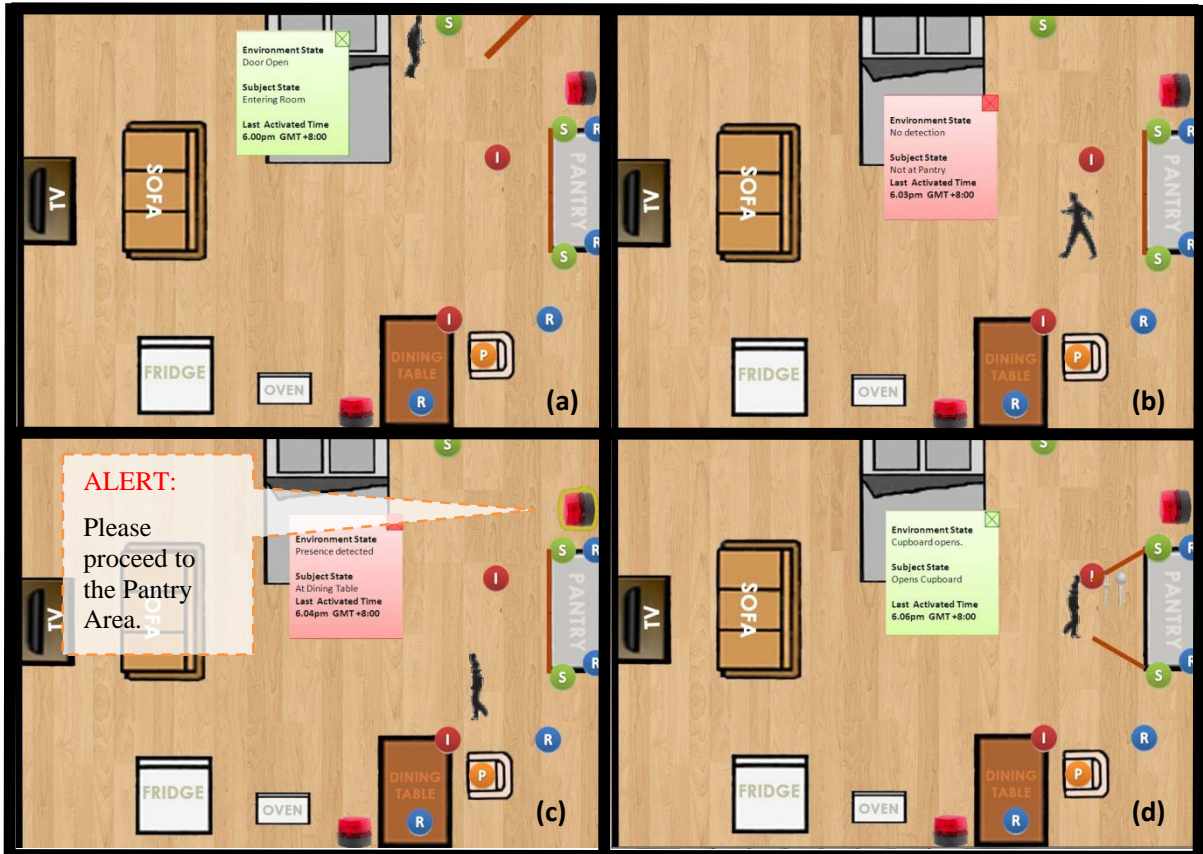 Environment State
Door Open
Subject State
Entering Room
Last Activated Time
6.00pm GMT +8:00
S
I
S
R
PANTRY
R
S
TV
SOFA
I
R
FRIDGE
OVEN
DINING
TABLE
P
R
(a)
S
Environment State
No detection
Subject State
Not at Pantry
Last Activated Time
6.03pm GMT +8:00
I
S
R
PANTRY
R
S
TV
SOFA
I
R
FRIDGE
OVEN
DINING
TABLE
P
R
(b)
ALERT:
Please
proceed to
the Pantry
Area.
S
Environment State
Presence detected
Subject State
At Dining Table
Last Activated Time
6.04pm GMT +8:00
I
S
R
PANTRY
R
S
TV
SOFA
I
R
FRIDGE
OVEN
DINING
TABLE
P
R
(c)
S
Environment State
Cupboard opens.
Subject State
Opens Cupboard
Last Activated Time
6.06pm GMT +8:00
I
S
R
PANTRY
R
S
TV
SOFA
I
R
FRIDGE
OVEN
DINING
TABLE
P
R
(d)